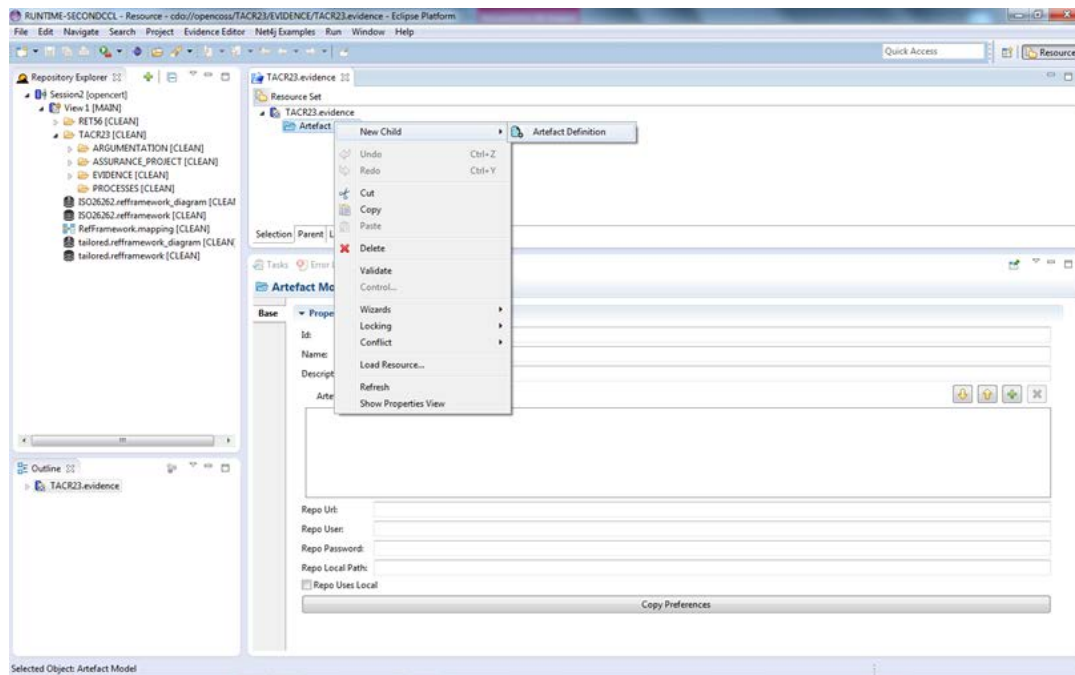 RUNTIME-SECONDCCL - Resource - cdo://opencoss/TACR23/EVIDENCE/TACR23.evidence - Eclipse Platform
File Edit Navigate Search Project Evidence Editor Net4j Examples Run Window Help
Quick Access
Resource
Repository Explorer
Session2 [opencert]
View 1 [MAIN]
RET56 [CLEAN]
TACR23 [CLEAN]
ARGUMENTATION [CLEAN]
ASSURANCE_PROJECT [CLEAN]
EVIDENCE [CLEAN]
PROCESSES [CLEAN]
ISO26262.refframework_diagram [CLEAN
ISO26262.refframework [CLEAN]
RefFramework.mapping [CLEAN]
tailored.refframework_diagram [CLEAN
tailored.refframework [CLEAN]
Outline
TACR23.evidence
TACR23.evidence
Resource Set
TACR23.evidence
Artefact
New Child
Artefact Definition
Undo Ctrl+Z
Redo Ctrl+Y
Cut
Copy
Paste
Delete
Validate
Control...
Wizards
Locking
Conflict
Load Resource...
Refresh
Show Properties View
Selection Parent L
Tasks Error
Artefact Mo
Base
Prope
Id:
Name:
Descript
Arte
Repo Url:
Repo User:
Repo Password:
Repo Local Path:
Repo Uses Local
Copy Preferences
Selected Object: Artefact Model